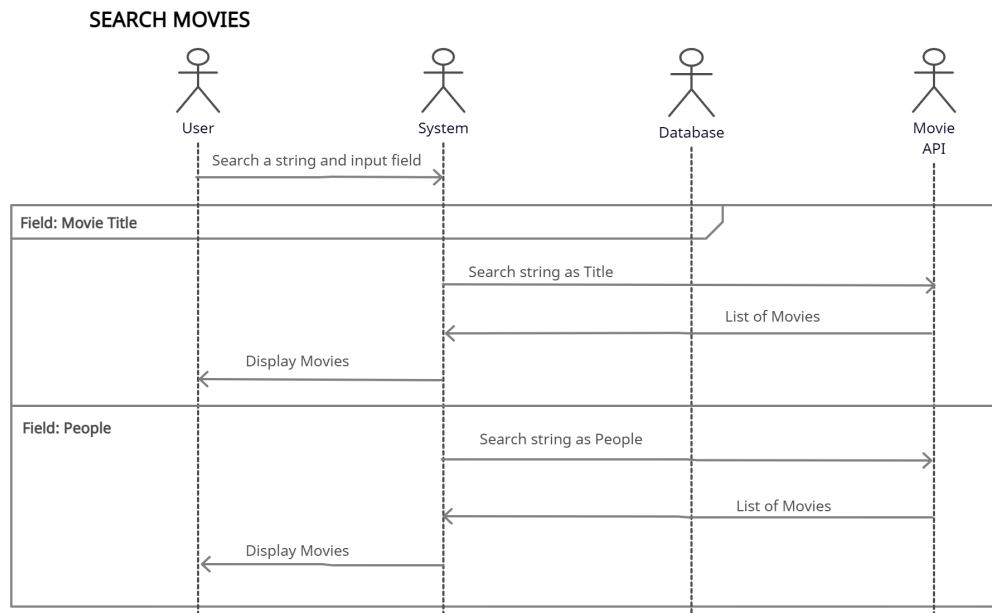 SEARCH MOVIES
User
System
Database
Movie
API
Search a string and input field
Field: Movie Title
Search string as Title
List of Movies
Display Movies
Field: People
Search string as People
List of Movies
Display Movies